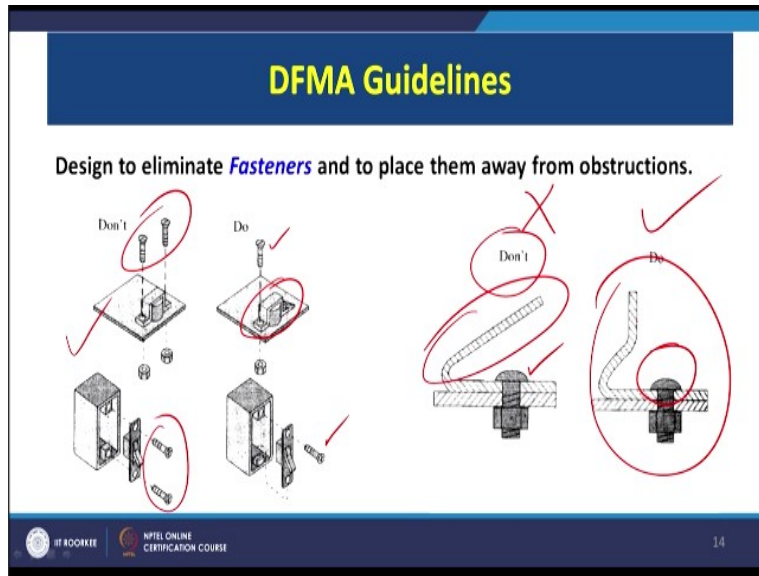 DFMA Guidelines
Design to eliminate Fasteners and to place them away from obstructions.
Don't
Do
Don't
Do
IIT ROORKEE
NPTEL ONLINE
CERTIFICATION COURSE
14